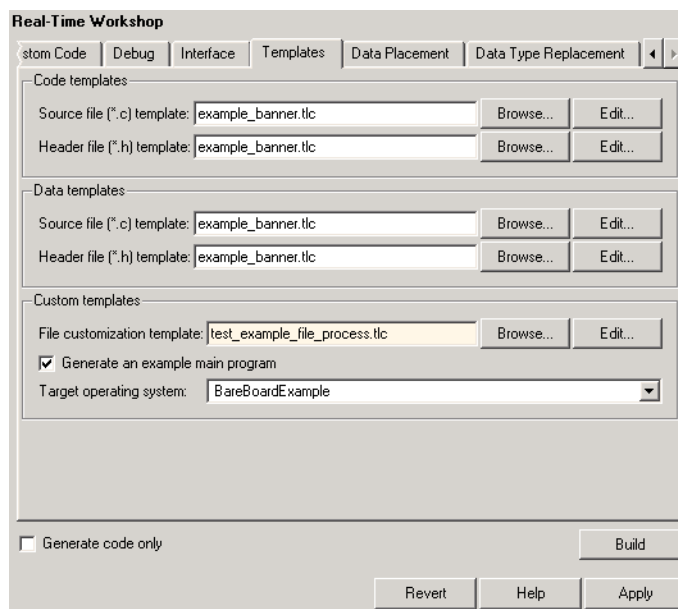 Real-Time Workshop
stom Code Debug Interface Templates Data Placement Data Type Replacement
Code templates
Source file (*.c) template: example_banner.tlc Browse... Edit...
Header file (*.h) template: example_banner.tlc Browse... Edit...
Data templates
Source file (*.c) template: example_banner.tlc Browse... Edit...
Header file (*.h) template: example_banner.tlc Browse... Edit...
Custom templates
File customization template: test_example_file_process.tlc Browse... Edit...
Generate an example main program
Target operating system: BareBoardExample
Generate code only Build
Revert Help Apply